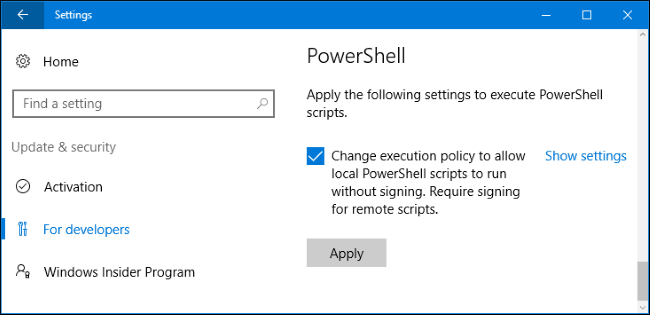 Settings
Home
Find a setting
Update & security
Activation
For developers
Windows Insider Program
PowerShell
Apply the following settings to execute PowerShell
scripts.
Change execution policy to allow
local PowerShell scripts to run
without signing. Require signing
for remote scripts.
Show settings
Apply